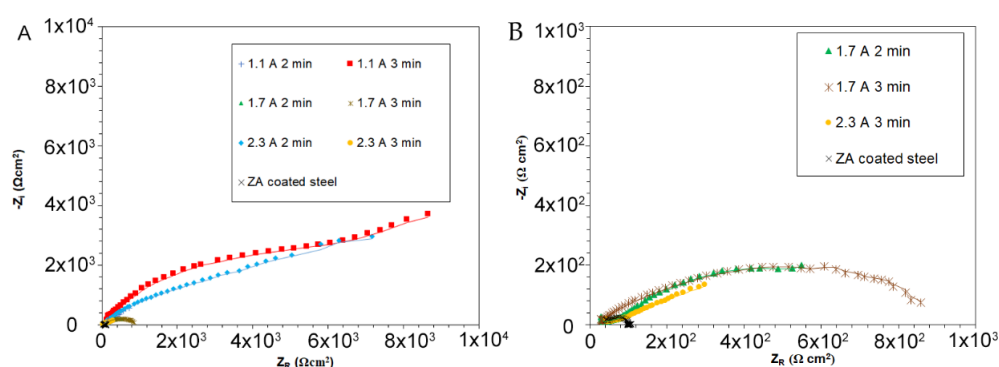 A
1x10⁴
8x10³
6x10³
4x10³
2x10³
0
-Zᵢ (Ωcm²)
1.1 A 2 min
1.1 A 3 min
1.7 A 2 min
1.7 A 3 min
2.3 A 2 min
2.3 A 3 min
ZA coated steel
0 2x10³ 4x10³ 6x10³ 8x10³ 1x10⁴
Z_R (Ωcm²)
B
1x10³
8x10²
6x10²
4x10²
2x10²
0
-Zᵢ (Ω cm²)
1.7 A 2 min
1.7 A 3 min
2.3 A 3 min
ZA coated steel
0 2x10² 4x10² 6x10² 8x10² 1x10³
Z_R (Ω cm²)